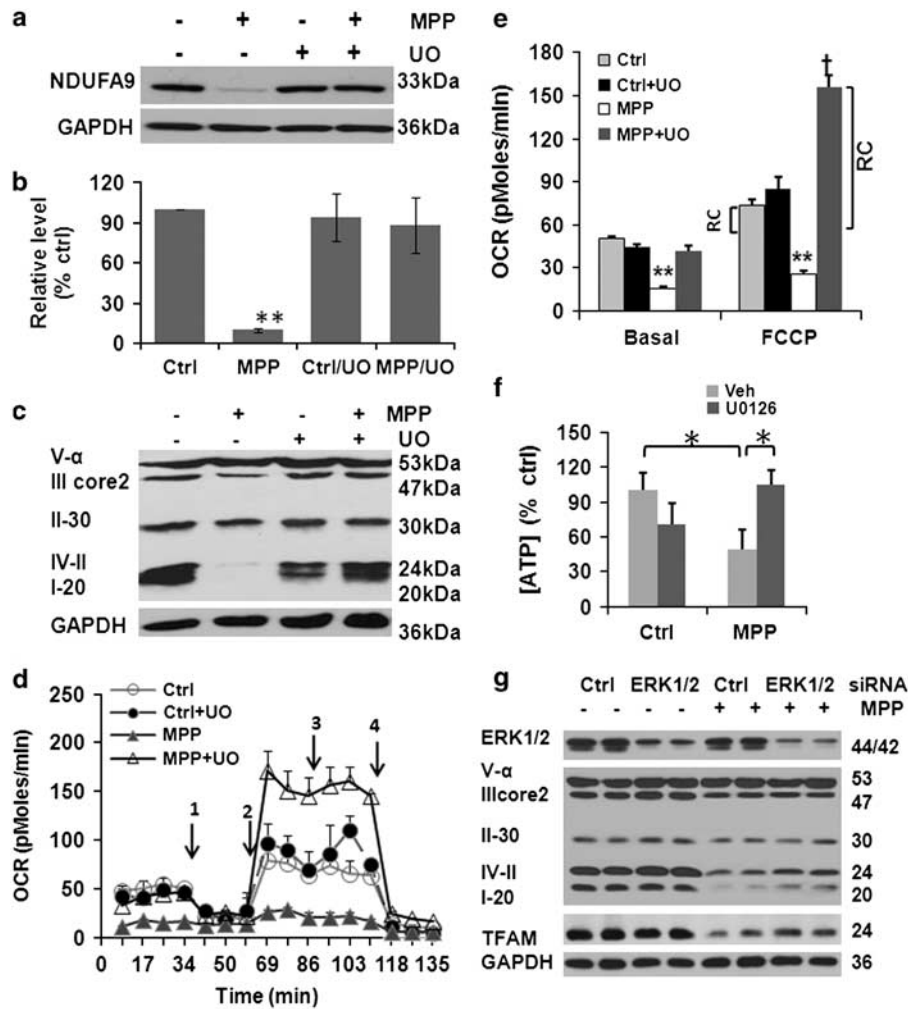 a
- + - + MPP
- - + + UO
NDUFA9 33kDa
GAPDH 36kDa
b
Relative level
(% ctrl)
120
90
60
30
0
**
Ctrl MPP Ctrl/UO MPP/UO
c
- + - + MPP
- - + + UO
V-α 53kDa
III core2 47kDa
II-30 30kDa
IV-II 24kDa
I-20 20kDa
GAPDH 36kDa
d
OCR (pMoles/mln)
250
200
150
100
50
0
Ctrl
Ctrl+UO
MPP
MPP+UO
1 2 3 4
0 17 34 52 69 86 103 118 135
Time (min)
e
OCR (pMoles/mln)
180
150
120
90
60
30
0
Ctrl
Ctrl+UO
MPP
MPP+UO
** RC ** † RC
Basal FCCP
f
Veh
U0126
[ATP] (% ctrl)
150
120
90
60
30
0
* *
Ctrl MPP
g
Ctrl ERK1/2 Ctrl ERK1/2 siRNA
- - - - + + + + MPP
ERK1/2 44/42
V-α 53
IIIcore2 47
II-30 30
IV-II 24
I-20 20
TFAM 24
GAPDH 36